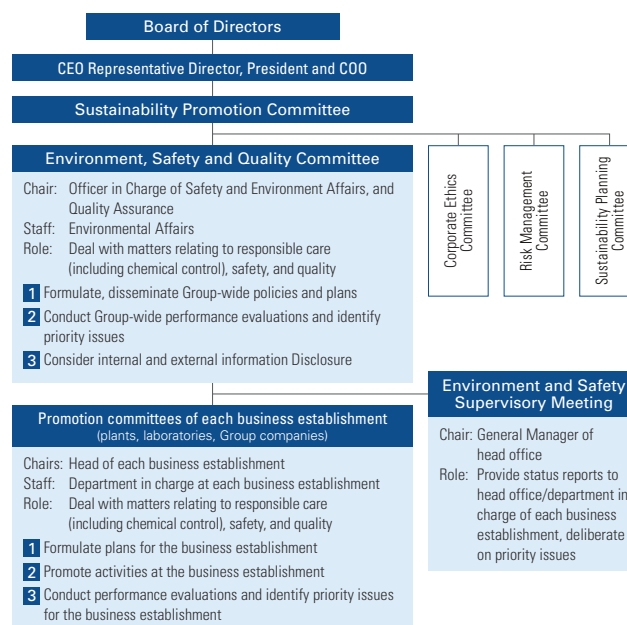 Board of Directors
CEO Representative Director, President and COO
Sustainability Promotion Committee
Environment, Safety and Quality Committee
Chair: Officer in Charge of Safety and Environment Affairs, and
Quality Assurance
Staff: Environmental Affairs
Role: Deal with matters relating to responsible care
(including chemical control), safety, and quality
1 Formulate, disseminate Group-wide policies and plans
2 Conduct Group-wide performance evaluations and identify
priority issues
3 Consider internal and external information Disclosure
Corporate Ethics
Committee
Risk Management
Committee
Sustainability Planning
Committee
Promotion committees of each business establishment
(plants, laboratories, Group companies)
Chairs: Head of each business establishment
Staff: Department in charge at each business establishment
Role: Deal with matters relating to responsible care
(including chemical control), safety, and quality
1 Formulate plans for the business establishment
2 Promote activities at the business establishment
3 Conduct performance evaluations and identify priority issues
for the business establishment
Environment and Safety
Supervisory Meeting
Chair: General Manager of
head office
Role: Provide status reports to
head office/department in
charge of each business
establishment, deliberate
on priority issues